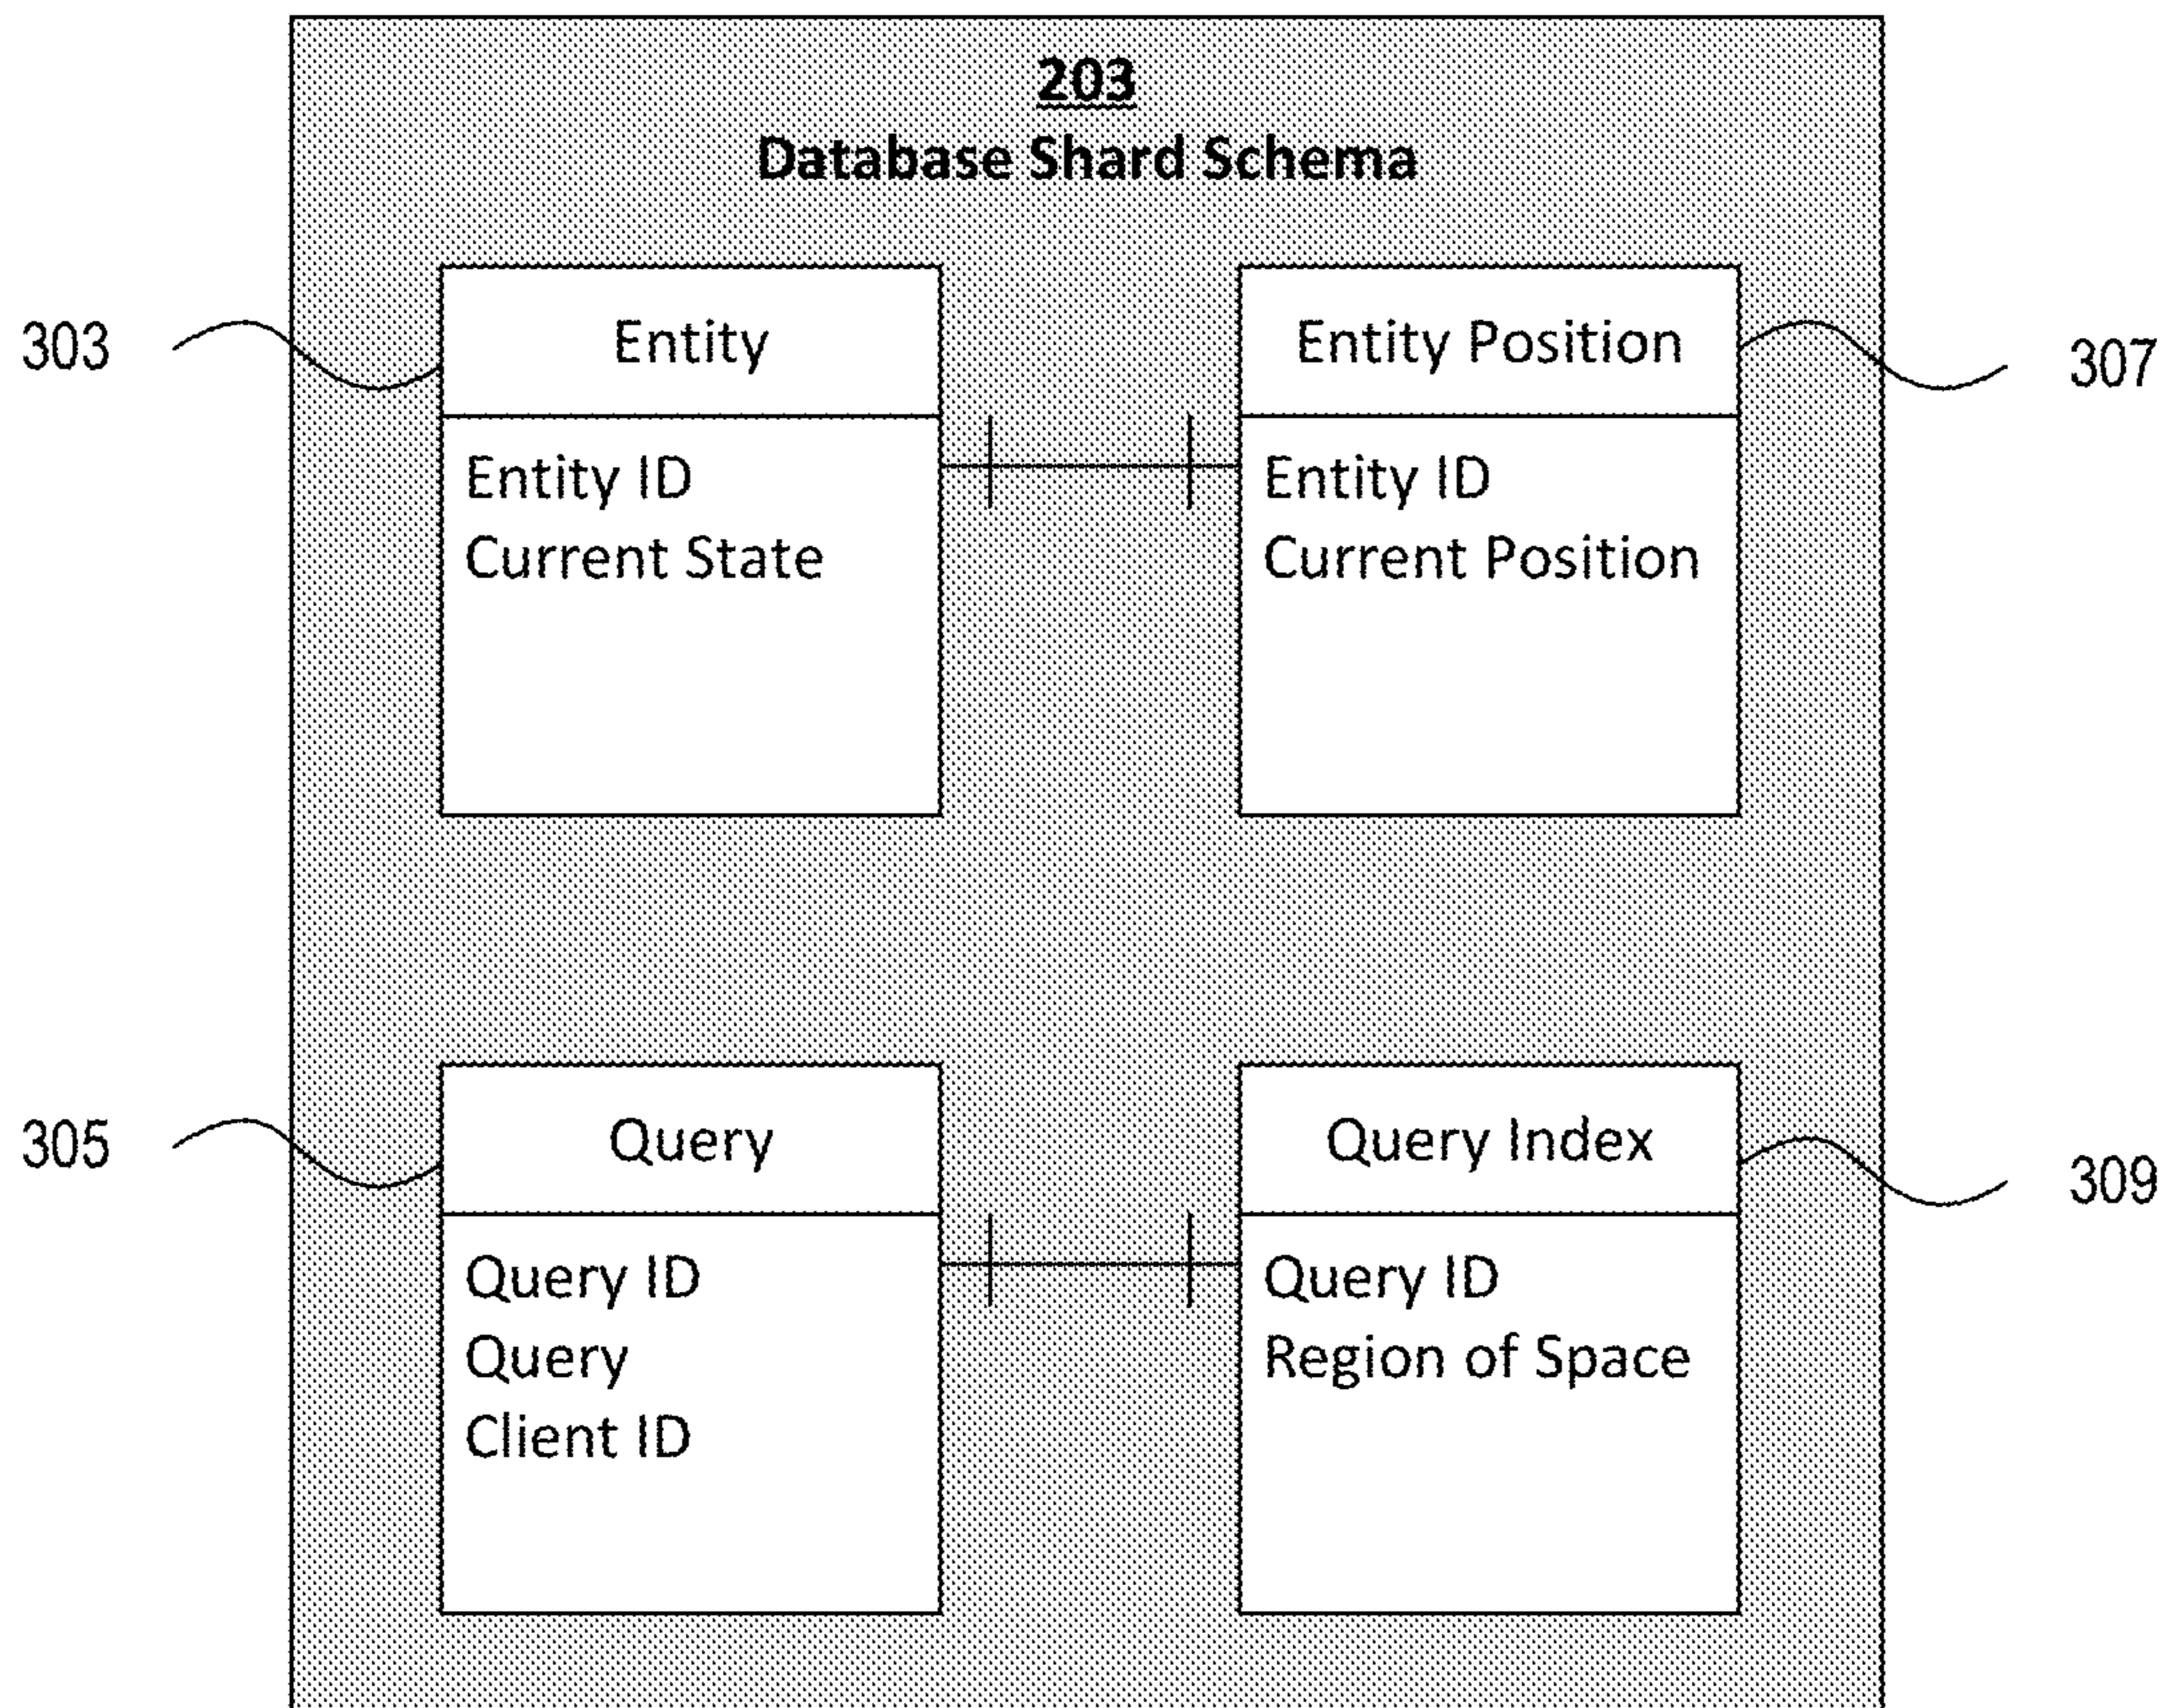 203
Database Shard Schema
303
Entity
Entity ID
Current State
Entity Position
307
Entity ID
Current Position
305
Query
Query ID
Query
Client ID
Query Index
309
Query ID
Region of Space